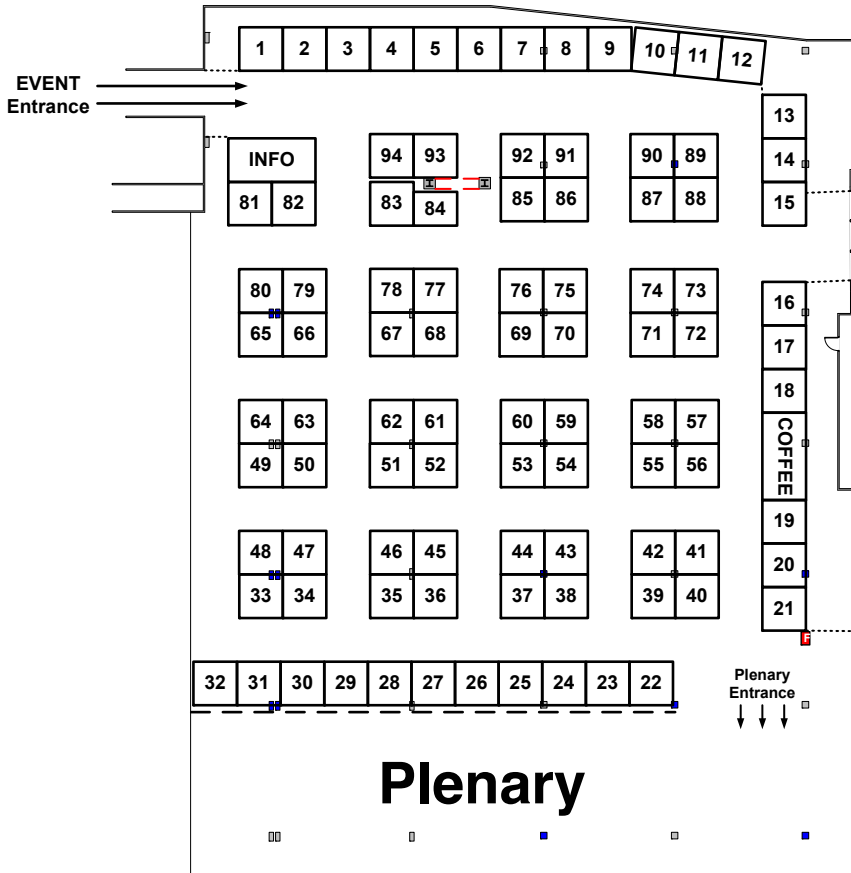 1 2 3 4 5 6 7 8 9 10 11 12
EVENT
Entrance
13
INFO 94 93 92 91 90 89 14
81 82 83 84 85 86 87 88 15
80 79 78 77 76 75 74 73 16
65 66 67 68 69 70 71 72 17
18
64 63 62 61 60 59 58 57
COFFEE
49 50 51 52 53 54 55 56
19
48 47 46 45 44 43 42 41 20
33 34 35 36 37 38 39 40 21
F
32 31 30 29 28 27 26 25 24 23 22
Plenary
Entrance
Plenary